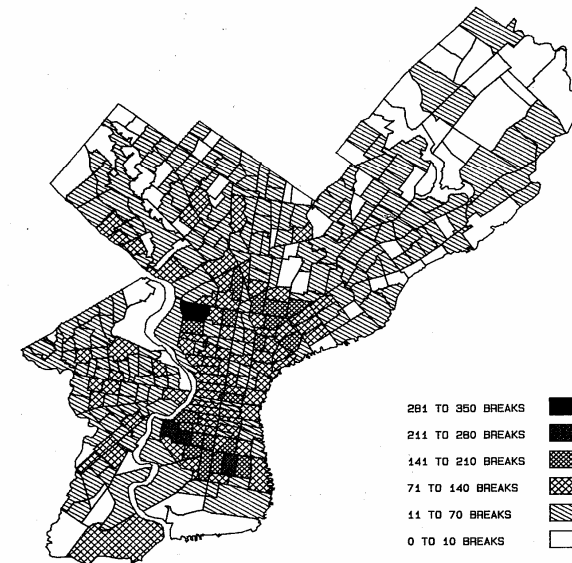 281 TO 350 BREAKS
211 TO 280 BREAKS
141 TO 210 BREAKS
71 TO 140 BREAKS
11 TO 70 BREAKS
0 TO 10 BREAKS